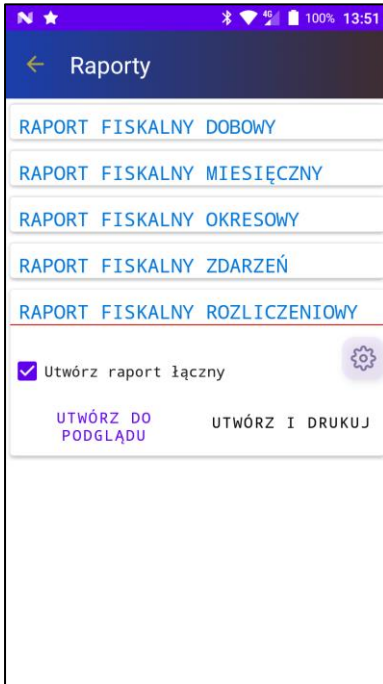 4G 100% 13:51
Raporty
RAPORT FISKALNY DOBOWY
RAPORT FISKALNY MIESIĘCZNY
RAPORT FISKALNY OKRESOWY
RAPORT FISKALNY ZDARZEŃ
RAPORT FISKALNY ROZLICZENIOWY
Utwórz raport łączny
UTWÓRZ DO
PODGLĄDU
UTWÓRZ I DRUKUJ